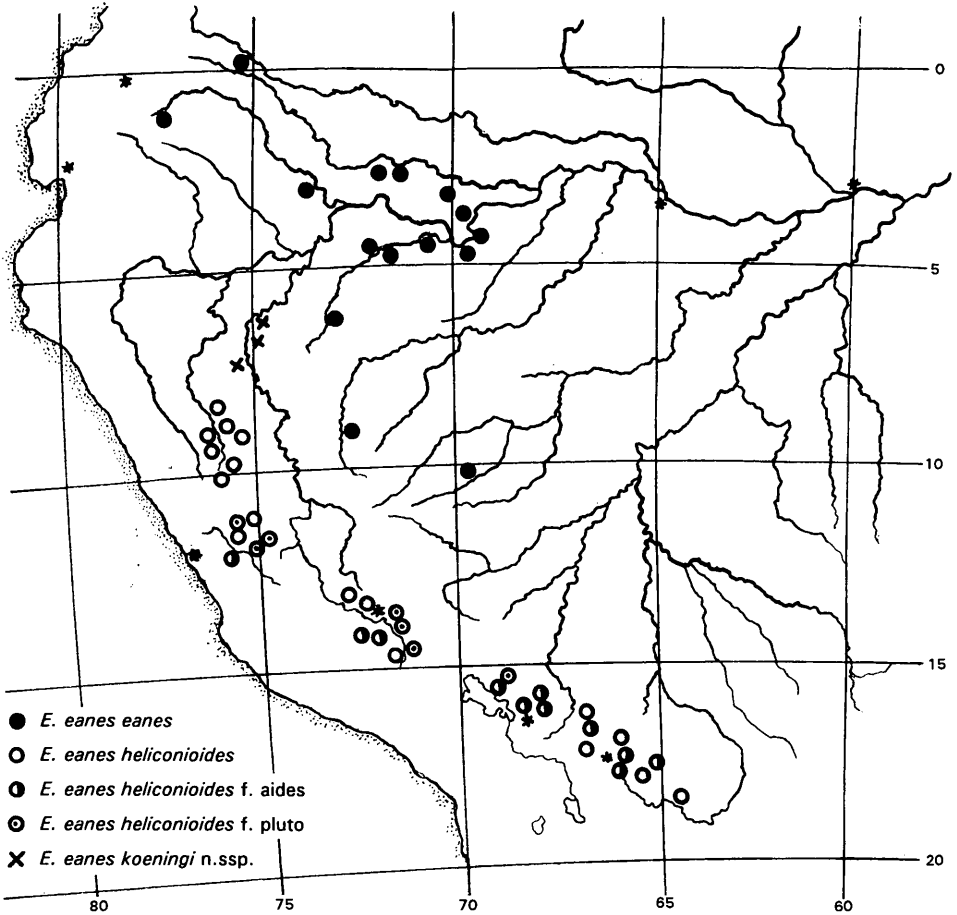 0
5
10
15
20
E. eanes eanes
E. eanes heliconioides
E. eanes heliconioides f. aides
E. eanes heliconioides f. pluto
E. eanes koeningi n.ssp.
80 75 70 65 60